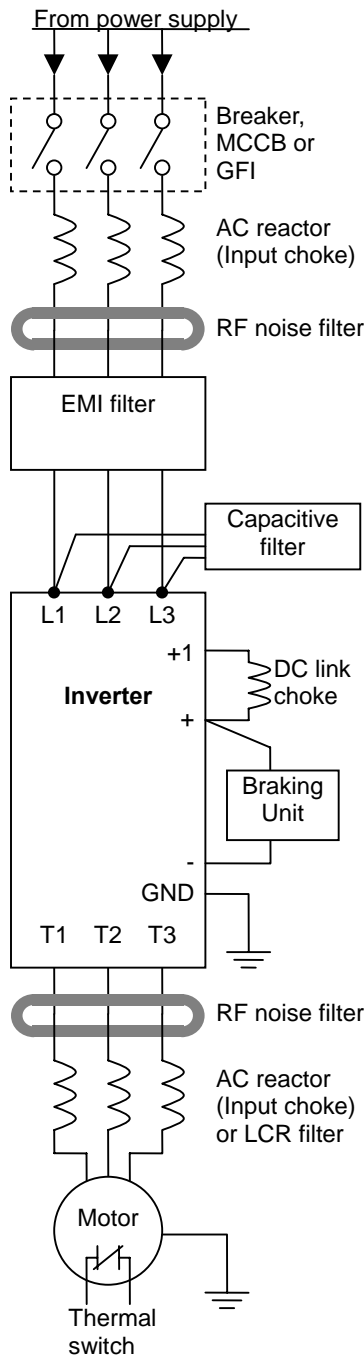 From power supply
Breaker,
MCCB or
GFI
AC reactor
(Input choke)
RF noise filter
EMI filter
Capacitive
filter
L1 L2 L3
+1
DC link
choke
Inverter
+
Braking
Unit
-
GND
T1 T2 T3
RF noise filter
AC reactor
(Input choke)
or LCR filter
Motor
Thermal
switch